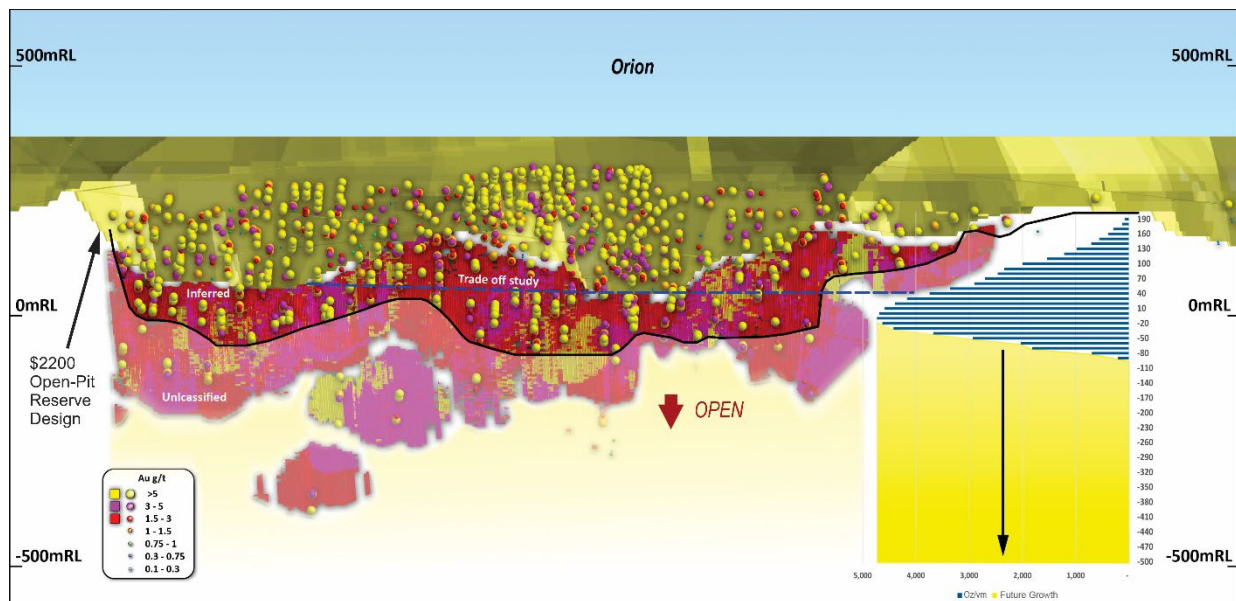 500mRL
500mRL
Orion
190
160
130
100
70
40
10
-20
-50
-80
-110
-140
-170
-200
-230
-260
-290
-320
-350
-380
-410
-440
-470
-500
Inferred
Trade off study
0mRL
0mRL
$2200
Open-Pit
Reserve
Design
Unlcassified
OPEN
Au g/t
>5
3 - 5
1.5 - 3
1 - 1.5
0.75 - 1
0.3 - 0.75
0.1 - 0.3
-500mRL
-500mRL
5,000 4,000 3,000 2,000 1,000 -
Oz/vm Future Growth